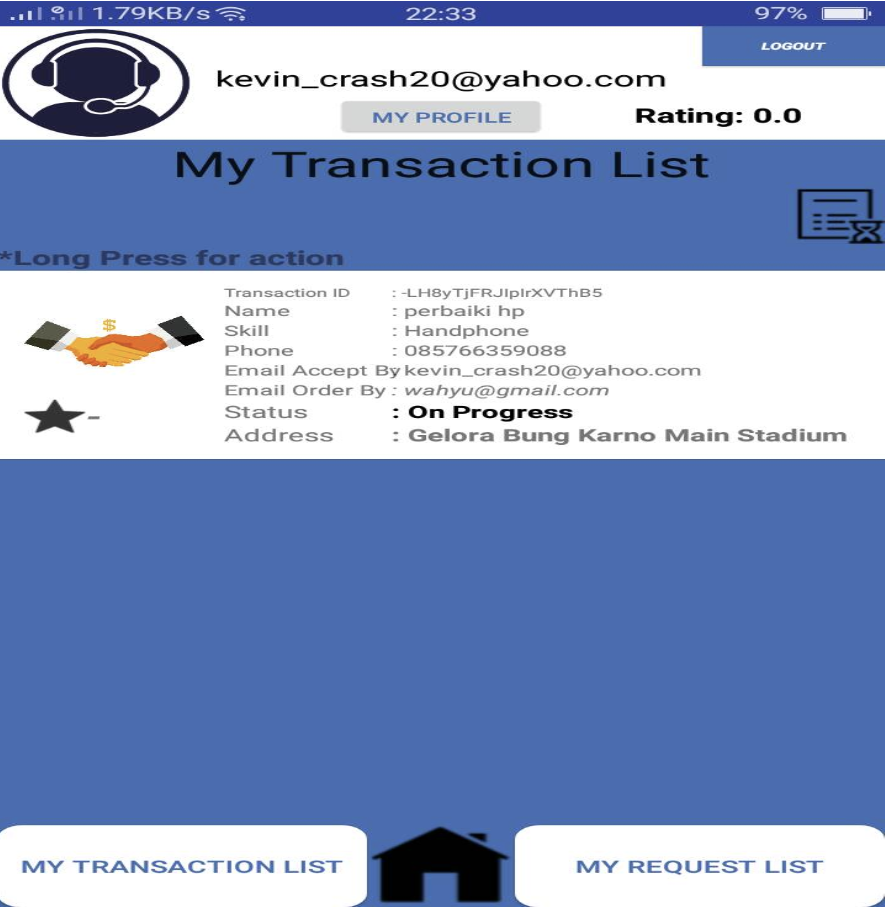 1.79KB/s 22:33 97%
LOGOUT
kevin_crash20@yahoo.com
MY PROFILE Rating: 0.0
My Transaction List
*Long Press for action
Transaction ID : -LH8yTjFRJIpIrXVThB5
Name : perbaiki hp
Skill : Handphone
Phone : 085766359088
Email Accept By kevin_crash20@yahoo.com
Email Order By : wahyu@gmail.com
Status : On Progress
Address : Gelora Bung Karno Main Stadium
$
-
MY TRANSACTION LIST MY REQUEST LIST